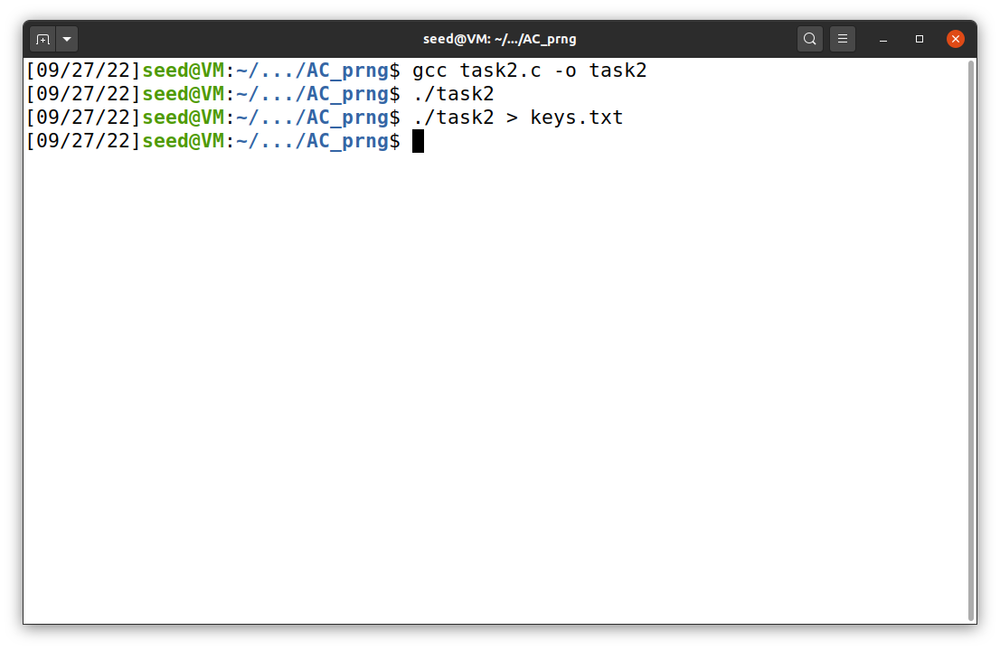 seed@VM: ~/.../AC_prng
[09/27/22]seed@VM:~/.../AC_prng$ gcc task2.c -o task2
[09/27/22]seed@VM:~/.../AC_prng$ ./task2
[09/27/22]seed@VM:~/.../AC_prng$ ./task2 > keys.txt
[09/27/22]seed@VM:~/.../AC_prng$